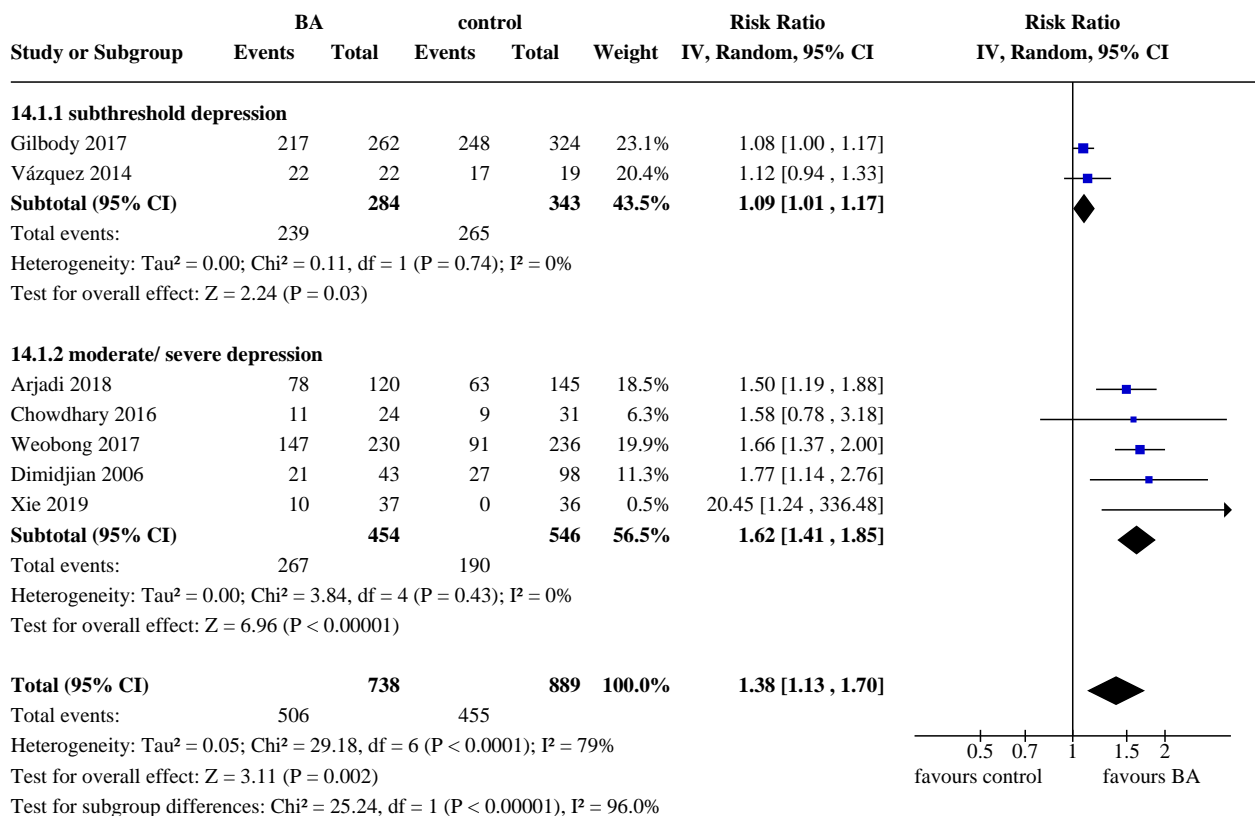 BA control Risk Ratio Risk Ratio
Study or Subgroup Events Total Events Total Weight IV, Random, 95% CI IV, Random, 95% CI
14.1.1 subthreshold depression
Gilbody 2017 217 262 248 324 23.1% 1.08 [1.00 , 1.17]
Vázquez 2014 22 22 17 19 20.4% 1.12 [0.94 , 1.33]
Subtotal (95% CI) 284 343 43.5% 1.09 [1.01 , 1.17]
Total events: 239 265
Heterogeneity: Tau² = 0.00; Chi² = 0.11, df = 1 (P = 0.74); I² = 0%
Test for overall effect: Z = 2.24 (P = 0.03)
14.1.2 moderate/ severe depression
Arjadi 2018 78 120 63 145 18.5% 1.50 [1.19 , 1.88]
Chowdhary 2016 11 24 9 31 6.3% 1.58 [0.78 , 3.18]
Weobong 2017 147 230 91 236 19.9% 1.66 [1.37 , 2.00]
Dimidjian 2006 21 43 27 98 11.3% 1.77 [1.14 , 2.76]
Xie 2019 10 37 0 36 0.5% 20.45 [1.24 , 336.48]
Subtotal (95% CI) 454 546 56.5% 1.62 [1.41 , 1.85]
Total events: 267 190
Heterogeneity: Tau² = 0.00; Chi² = 3.84, df = 4 (P = 0.43); I² = 0%
Test for overall effect: Z = 6.96 (P < 0.00001)
Total (95% CI) 738 889 100.0% 1.38 [1.13 , 1.70]
Total events: 506 455
Heterogeneity: Tau² = 0.05; Chi² = 29.18, df = 6 (P < 0.0001); I² = 79%
0.5 0.7 1 1.5 2
Test for overall effect: Z = 3.11 (P = 0.002) favours control favours BA
Test for subgroup differences: Chi² = 25.24, df = 1 (P < 0.00001), I² = 96.0%